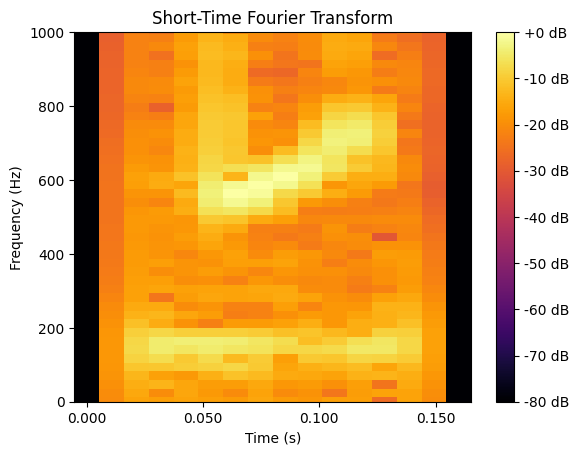 Short-Time Fourier Transform
1000
800
600
400
200
0
Frequency (Hz)
0.000
0.050
0.100
0.150
Time (s)
+0 dB
-10 dB
-20 dB
-30 dB
-40 dB
-50 dB
-60 dB
-70 dB
-80 dB